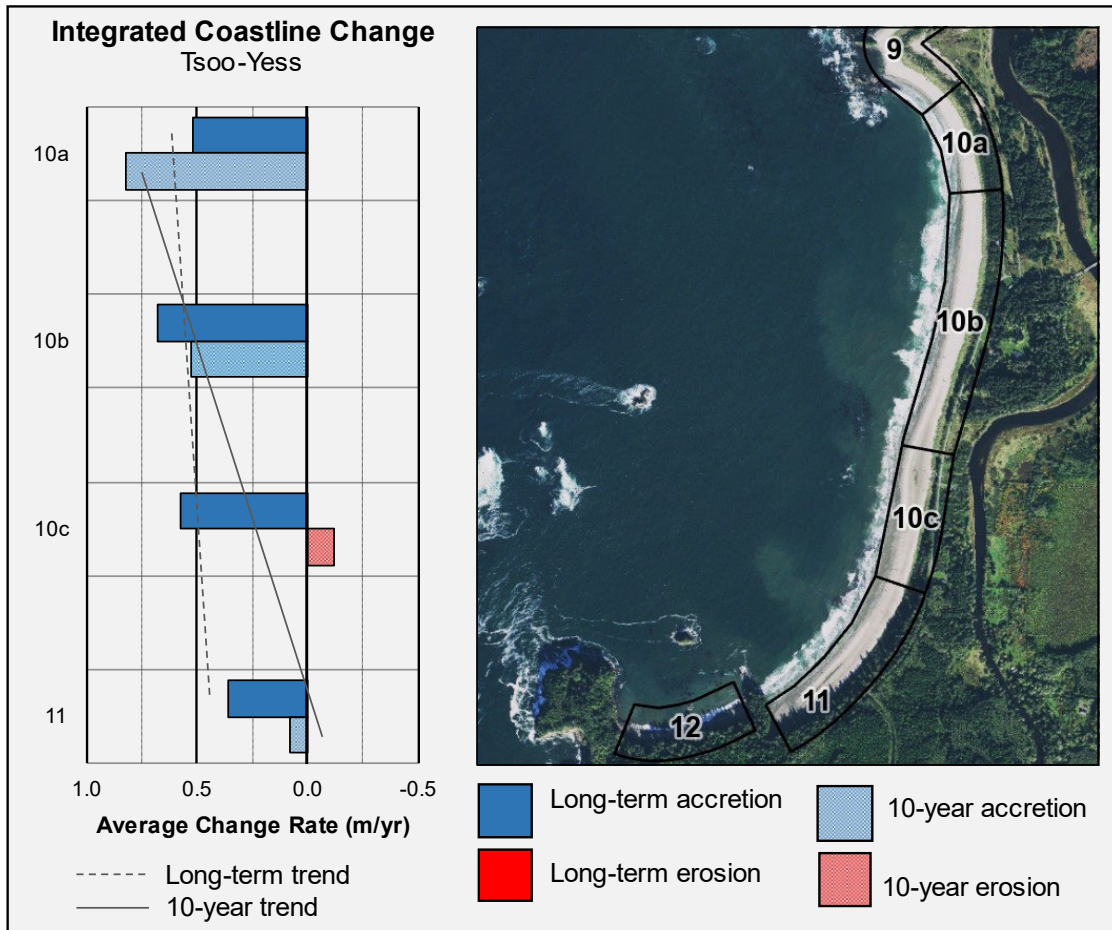 Integrated Coastline Change
Tsoo-Yess
10a
10b
10c
11
1.0 0.5 0.0 -0.5
Average Change Rate (m/yr)
Long-term trend
10-year trend
9
10a
10b
10c
11
12
Long-term accretion
10-year accretion
Long-term erosion
10-year erosion